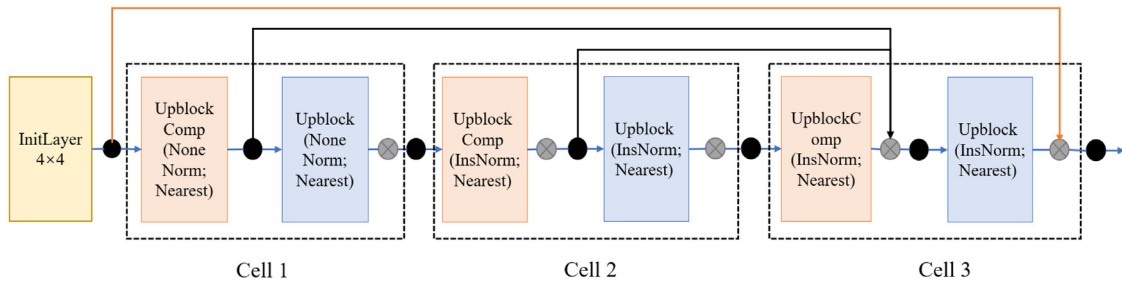 InitLayer
4×4
Upblock
Comp
(None
Norm;
Nearest)
Upblock
(None
Norm;
Nearest)
Upblock
Comp
(InsNorm;
Nearest)
Upblock
(InsNorm;
Nearest)
UpblockC
omp
(InsNorm;
Nearest)
Upblock
(InsNorm;
Nearest)
Cell 1
Cell 2
Cell 3